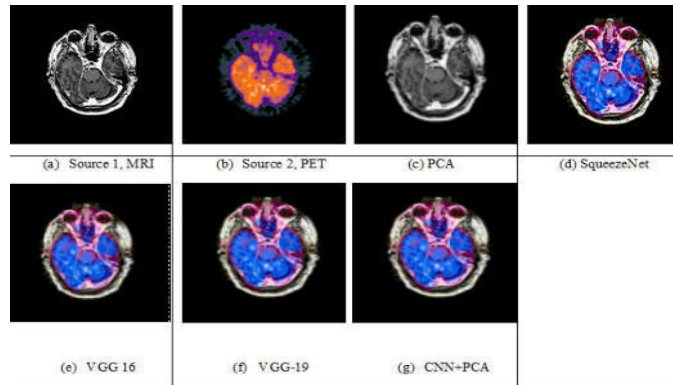 (a) Source 1, MRI
(b) Source 2, PET
(c) PCA
(d) SqueezeNet
(e) VGG 16
(f) VGG-19
(g) CNN+PCA